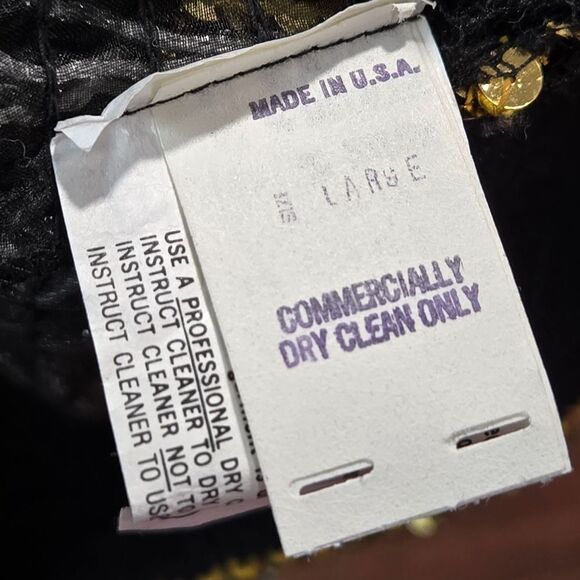 MADE IN U.S.A.
SIZE LARGE
COMMERCIALLY
DRY CLEAN ONLY
USE A PROFESSIONAL DRY
INSTRUCT CLEANER TO DRY
INSTRUCT CLEANER NOT TO
INSTRUCT CLEANER TO